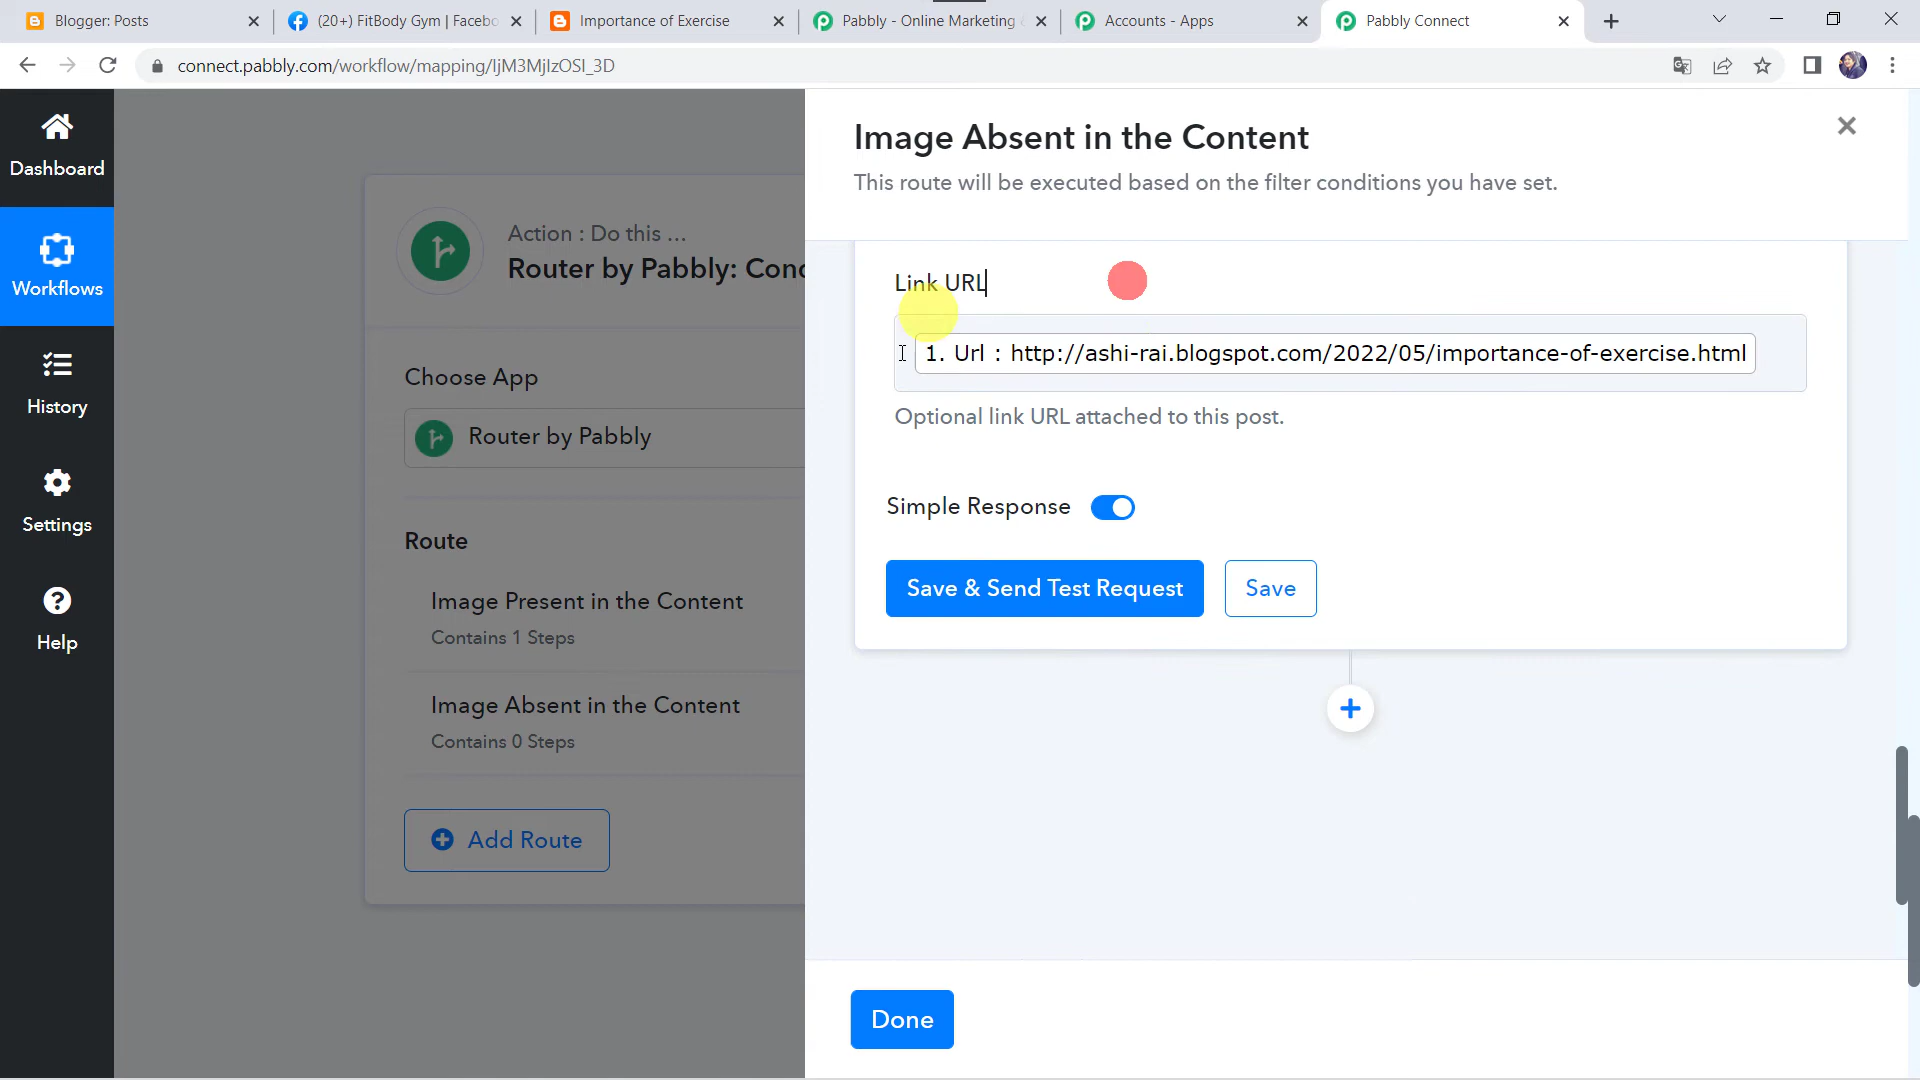 Blogger: Posts
(20+) FitBody Gym | Facebo
Importance of Exercise
Pabbly - Online Marketing &
Accounts - Apps
Pabbly Connect
connect.pabbly.com/workflow/mapping/IjM3MjIzOSI_3D
Dashboard
Workflows
History
Settings
Help
Action : Do this ...
Router by Pabbly: Conc
Choose App
Router by Pabbly
Route
Image Present in the Content
Contains 1 Steps
Image Absent in the Content
Contains 0 Steps
Add Route
Image Absent in the Content
This route will be executed based on the filter conditions you have set.
Link URL
1. Url : http://ashi-rai.blogspot.com/2022/05/importance-of-exercise.html
Optional link URL attached to this post.
Simple Response
Save & Send Test Request
Save
Done